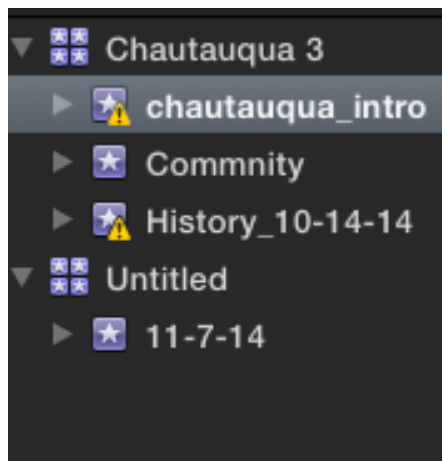 Chautauqua 3
chautauqua_intro
Commnity
History_10-14-14
Untitled
11-7-14